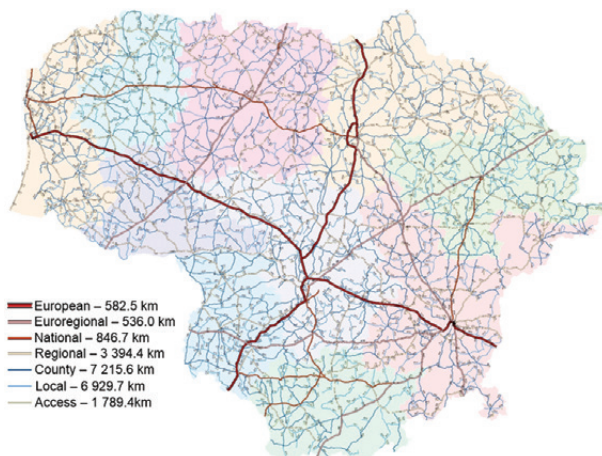 European – 582.5 km
Euroregional – 536.0 km
National – 846.7 km
Regional – 3 394.4 km
County – 7 215.6 km
Local – 6 929.7 km
Access – 1 789.4km